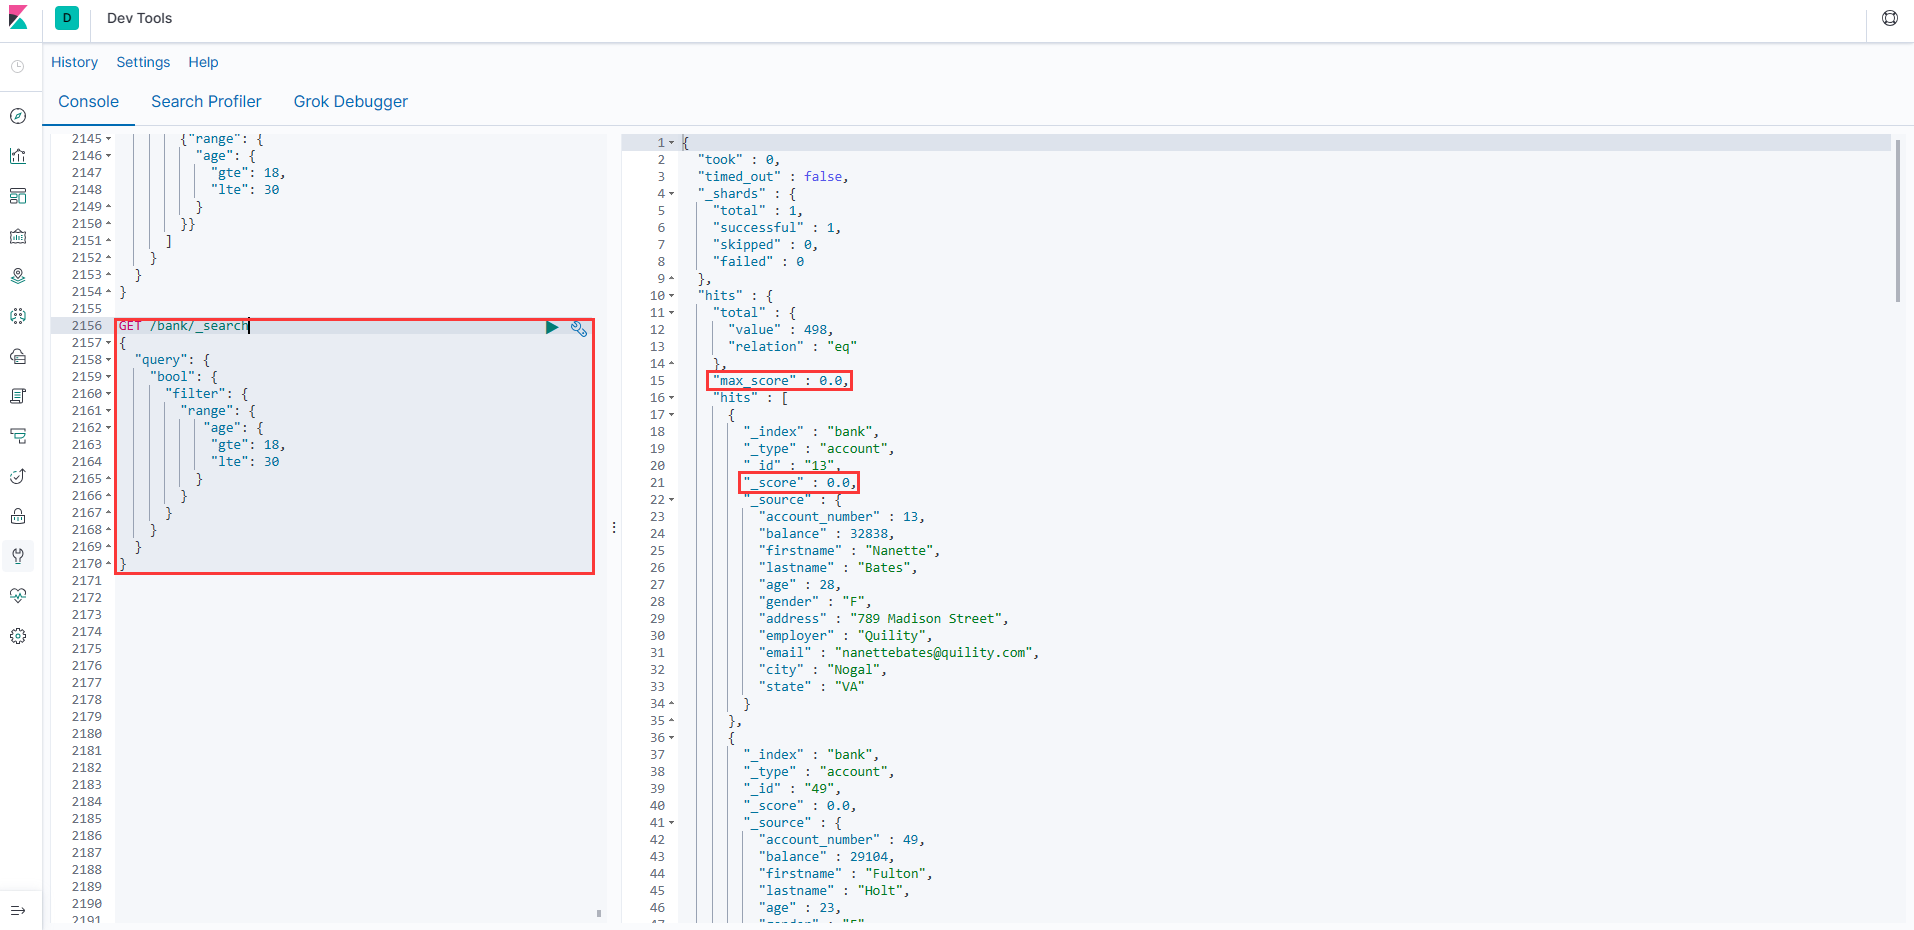 D
Dev Tools
History Settings Help
Console Search Profiler Grok Debugger
2145 {"range": {
2146 "age": {
2147 "gte": 18,
2148 "lte": 30
2149 }
2150 }}
2151 ]
2152 }
2153 }
2154 }
2155
2156 GET /bank/_search
2157 {
2158 "query": {
2159 "bool": {
2160 "filter": {
2161 "range": {
2162 "age": {
2163 "gte": 18,
2164 "lte": 30
2165 }
2166 }
2167 }
2168 }
2169 }
2170 }
2171
2172
2173
2174
2175
2176
2177
2178
2179
2180
2181
2182
2183
2184
2185
2186
2187
2188
2189
2190
2191
1 {
2 "took" : 0,
3 "timed_out" : false,
4 "_shards" : {
5 "total" : 1,
6 "successful" : 1,
7 "skipped" : 0,
8 "failed" : 0
9 },
10 "hits" : {
11 "total" : {
12 "value" : 498,
13 "relation" : "eq"
14 },
15 "max_score" : 0.0,
16 "hits" : [
17 {
18 "_index" : "bank",
19 "_type" : "account",
20 "_id" : "13",
21 "_score" : 0.0,
22 "_source" : {
23 "account_number" : 13,
24 "balance" : 32838,
25 "firstname" : "Nanette",
26 "lastname" : "Bates",
27 "age" : 28,
28 "gender" : "F",
29 "address" : "789 Madison Street",
30 "employer" : "Quility",
31 "email" : "nanettebates@quility.com",
32 "city" : "Nogal",
33 "state" : "VA"
34 }
35 },
36 {
37 "_index" : "bank",
38 "_type" : "account",
39 "_id" : "49",
40 "_score" : 0.0,
41 "_source" : {
42 "account_number" : 49,
43 "balance" : 29104,
44 "firstname" : "Fulton",
45 "lastname" : "Holt",
46 "age" : 23,
47 "gender" : "F"